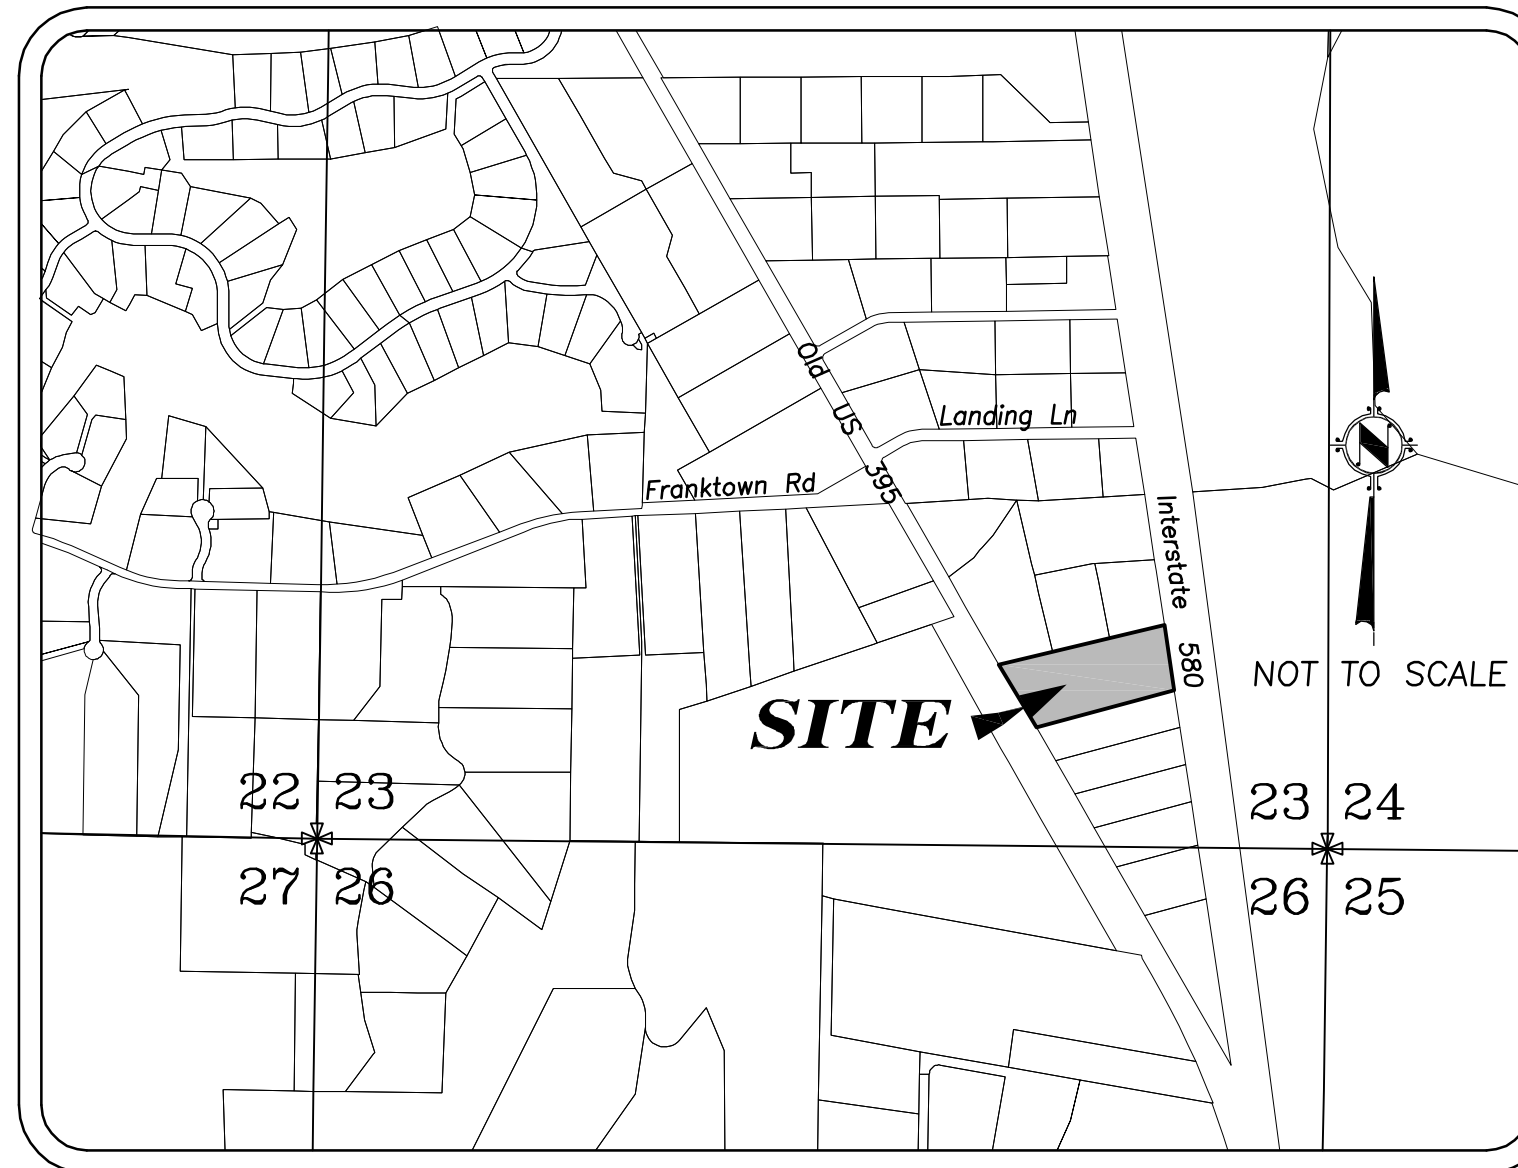 Old US 395
Landing Ln
Franktown Rd
Interstate 580
N
NOT TO SCALE
SITE
22 23
27 26
23 24
26 25